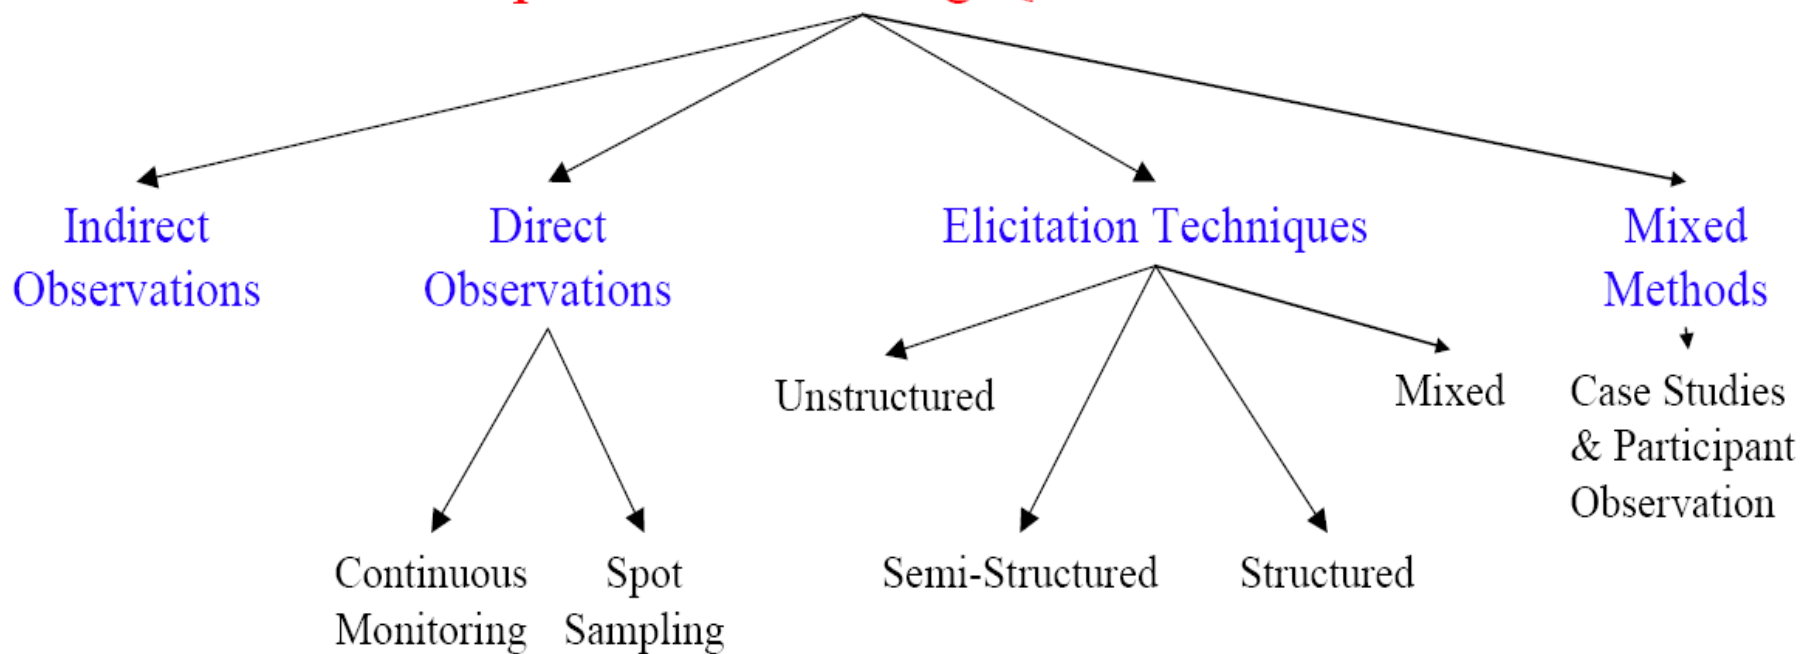 Indirect
Observations
Direct
Observations
Elicitation Techniques
Mixed
Methods
Unstructured
Mixed
Case Studies
& Participant
Observation
Continuous
Monitoring
Spot
Sampling
Semi-Structured
Structured